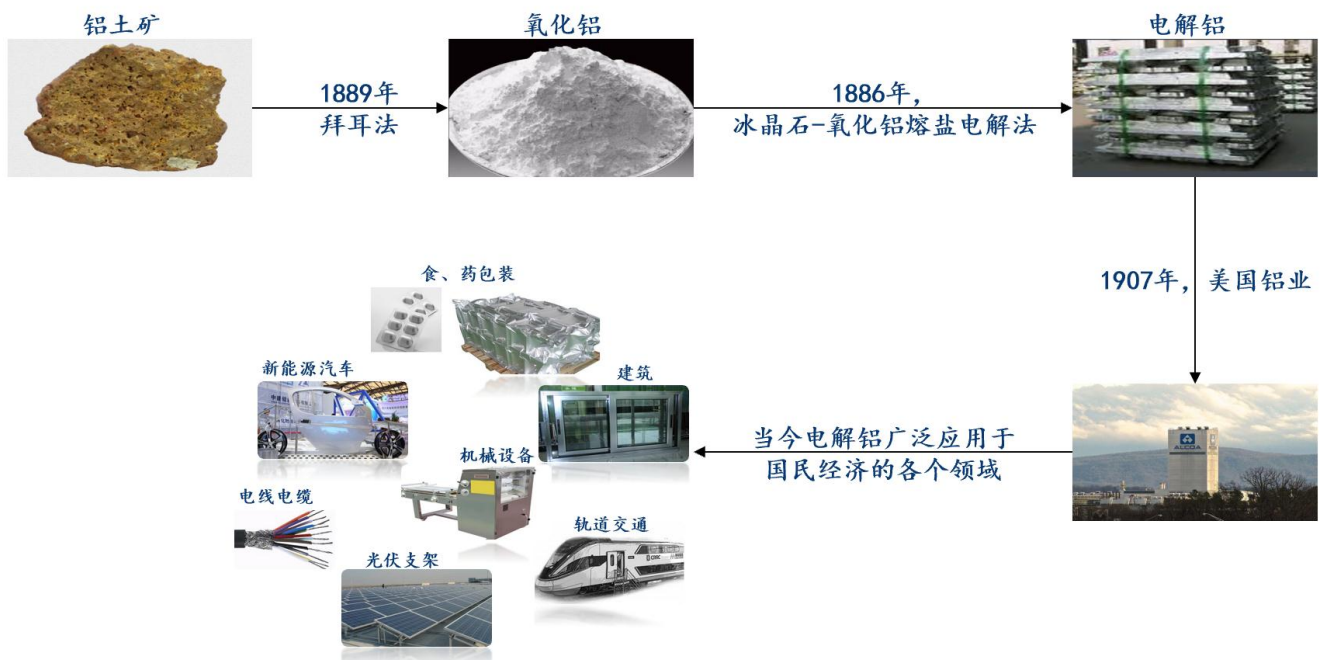 铝土矿
氧化铝
电解铝
1889年
拜耳法
1886年，
冰晶石-氧化铝熔盐电解法
1907年，美国铝业
ALCOA
当今电解铝广泛应用于
国民经济的各个领域
食、药包装
新能源汽车
建筑
机械设备
电线电缆
轨道交通
光伏支架